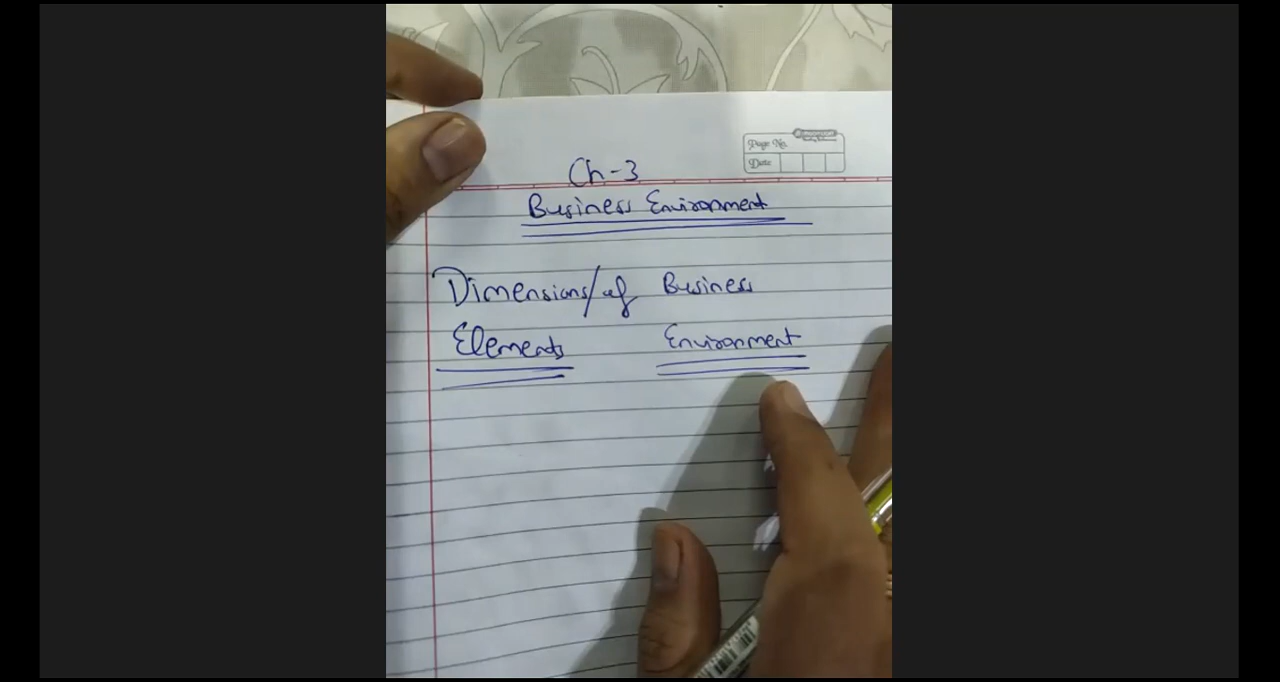 Page No.
Date
Ch-3
Business Environment
Dimensions/of Business
Elements Environment